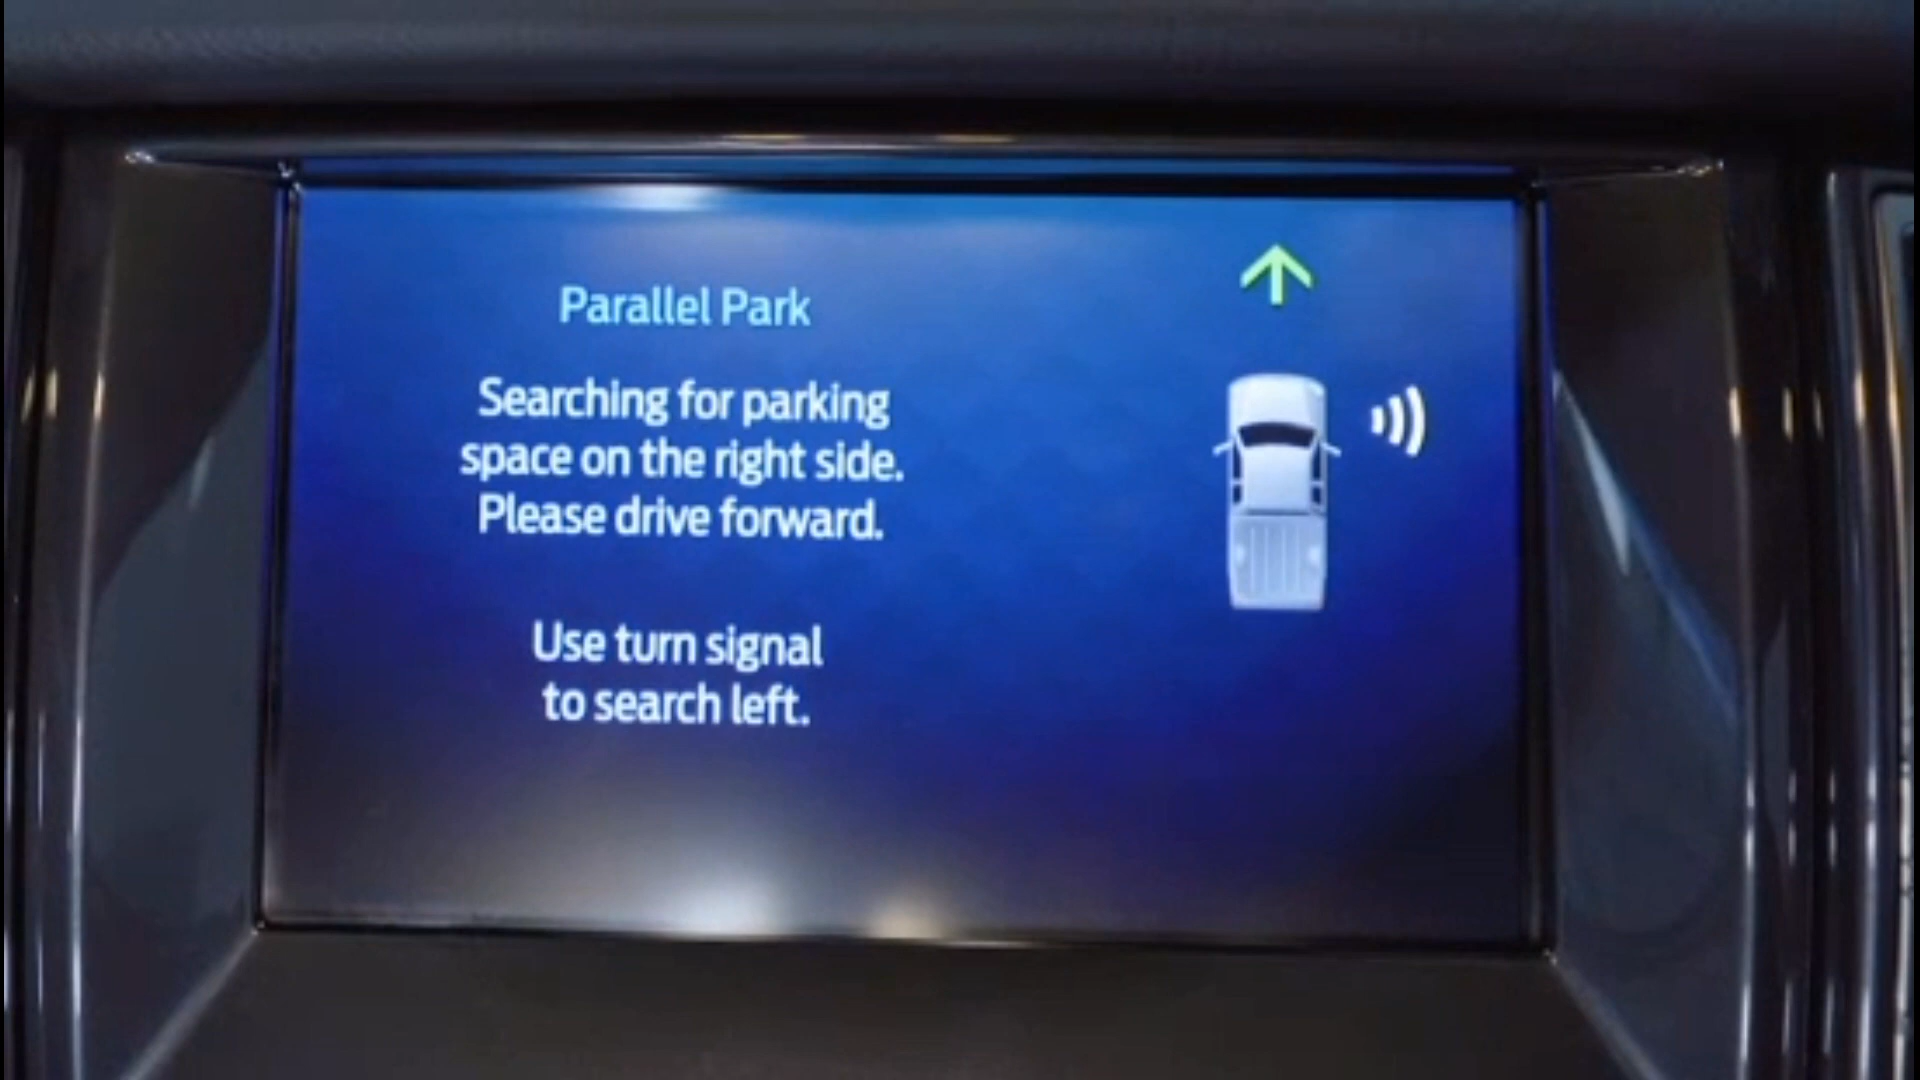 Parallel Park
Searching for parking
space on the right side.
Please drive forward.
Use turn signal
to search left.